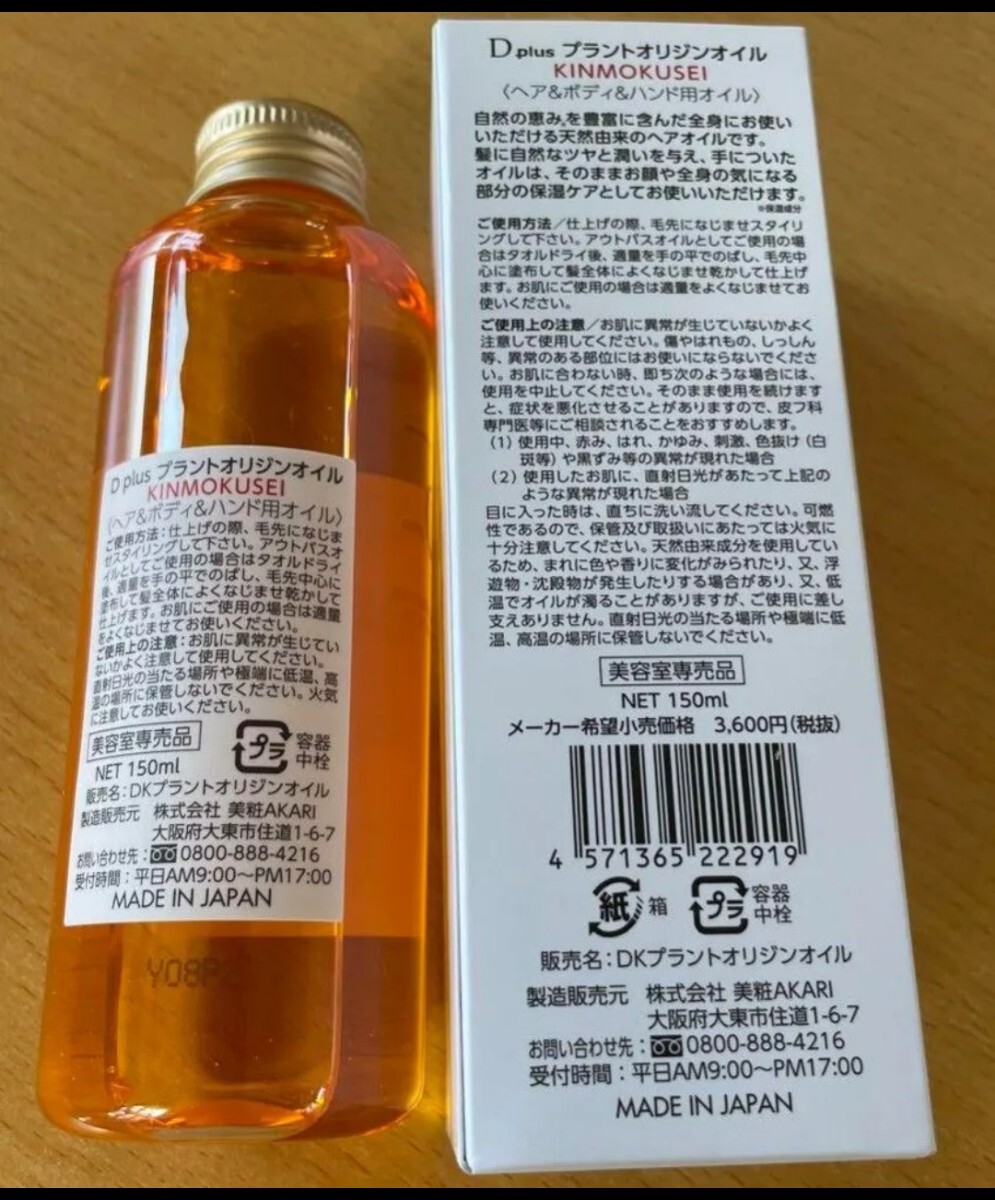 D plus プラントオリジンオイル
KINMOKUSEI
〈ヘア&ボディ&ハンド用オイル〉
ご使用方法：仕上げの際、毛先になじま
せスタイリングして下さい。アウトバスオ
イルとしてご使用の場合はタオルドライ
後、適量を手の平でのばし、毛先中心に
塗布して髪全体によくなじませ乾かして
仕上げます。お肌にご使用の場合は適量
をよくなじませてお使いください。
ご使用上の注意：お肌に異常が生じてい
ないかよく注意して使用してください。
直射日光の当たる場所や極端に低温、高
温の場所に保管しないでください。火気
に注意してお使いください。
美容室専売品
プラ 容器
中栓
NET 150ml
販売名：DKプラントオリジンオイル
製造販売元 株式会社 美粧AKARI
大阪府大東市住道1-6-7
お問い合わせ先：0800-888-4216
受付時間：平日AM9:00〜PM17:00
MADE IN JAPAN
D plus プラントオリジンオイル
KINMOKUSEI
〈ヘア&ボディ&ハンド用オイル〉
自然の恵み※を豊富に含んだ全身にお使い
いただける天然由来のヘアオイルです。
髪に自然なツヤと潤いを与え、手についた
オイルは、そのままお顔や全身の気になる
部分の保湿ケアとしてお使いいただけます。
※保湿成分
ご使用方法／仕上げの際、毛先になじませスタイリ
ングして下さい。アウトバスオイルとしてご使用の場
合はタオルドライ後、適量を手の平でのばし、毛先中
心に塗布して髪全体によくなじませ乾かして仕上げ
ます。お肌にご使用の場合は適量をよくなじませてお
使いください。
ご使用上の注意／お肌に異常が生じていないかよく
注意して使用してください。傷やはれもの、しっしん
等、異常のある部位にはお使いにならないでくださ
い。お肌に合わない時、即ち次のような場合には、
使用を中止してください。そのまま使用を続けます
と、症状を悪化させることがありますので、皮フ科
専門医等にご相談されることをおすすめします。
(1) 使用中、赤み、はれ、かゆみ、刺激、色抜け（白
斑等）や黒ずみ等の異常が現れた場合
(2) 使用したお肌に、直射日光があたって上記の
ような異常が現れた場合
目に入った時は、直ちに洗い流してください。可燃
性であるので、保管及び取扱いにあたっては火気に
十分注意してください。天然由来成分を使用してい
るため、まれに色や香りに変化がみられたり、又、浮
遊物・沈殿物が発生したりする場合があり、又、低
温でオイルが濁ることがありますが、ご使用に差し
支えありません。直射日光の当たる場所や極端に低
温、高温の場所に保管しないでください。
美容室専売品
NET 150ml
メーカー希望小売価格 3,600円（税抜）
4 571365 222919
紙 箱 プラ 容器
中栓
販売名：DKプラントオリジンオイル
製造販売元 株式会社 美粧AKARI
大阪府大東市住道1-6-7
お問い合わせ先：0800-888-4216
受付時間：平日AM9:00〜PM17:00
MADE IN JAPAN